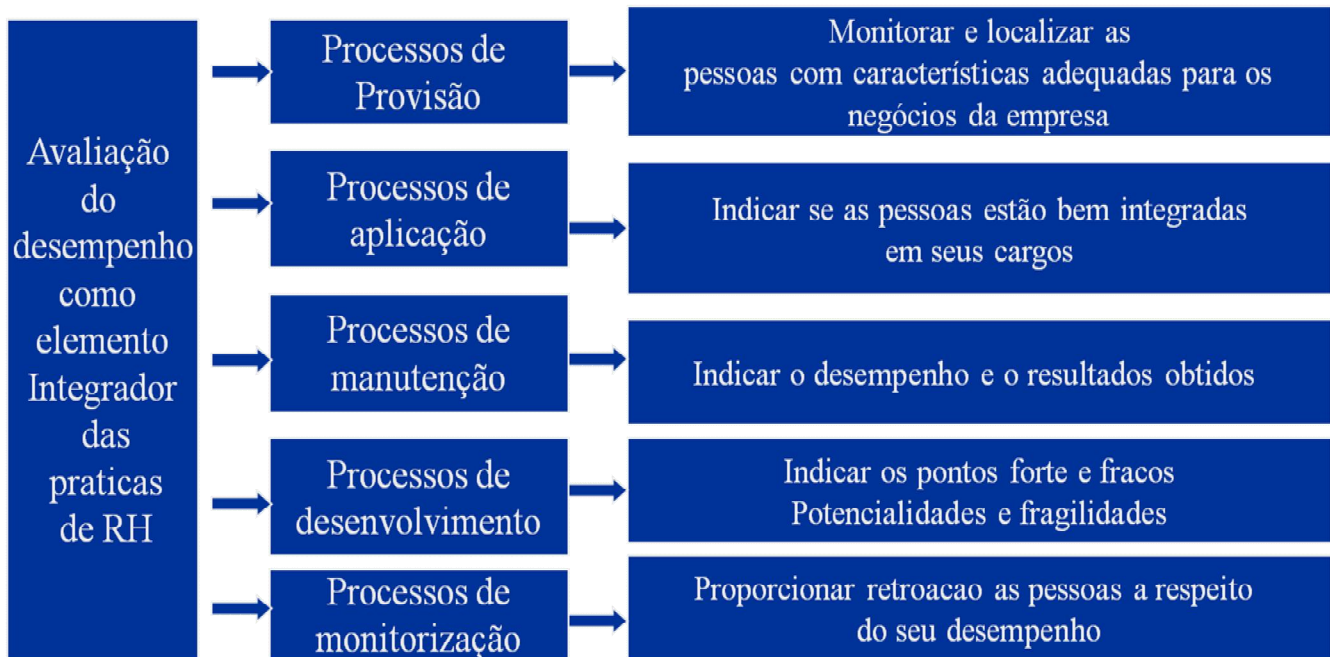 Avaliação
do
desempenho
como
elemento
Integrador
das
praticas
de RH
Processos de
Provisão
Monitorar e localizar as
pessoas com características adequadas para os
negócios da empresa
Processos de
aplicação
Indicar se as pessoas estão bem integradas
em seus cargos
Processos de
manutenção
Indicar o desempenho e o resultados obtidos
Processos de
desenvolvimento
Indicar os pontos forte e fracos
Potencialidades e fragilidades
Processos de
monitorização
Proporcionar retroacao as pessoas a respeito
do seu desempenho